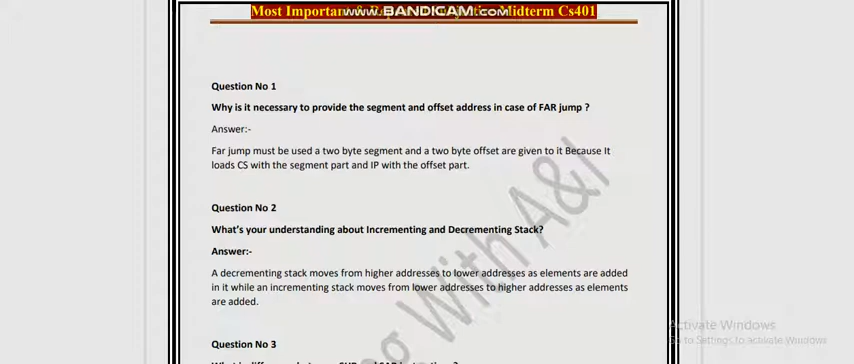 Most Important & Midterm Cs401
www.BANDICAM.com
Question No 1
Why is it necessary to provide the segment and offset address in case of FAR jump ?
Answer:-
Far jump must be used a two byte segment and a two byte offset are given to it Because It
loads CS with the segment part and IP with the offset part.
Question No 2
What's your understanding about Incrementing and Decrementing Stack?
Answer:-
A decrementing stack moves from higher addresses to lower addresses as elements are added
in it while an incrementing stack moves from lower addresses to higher addresses as elements
are added.
With A&I
Activate Windows
Go to Settings to activate Windows.
Question No 3